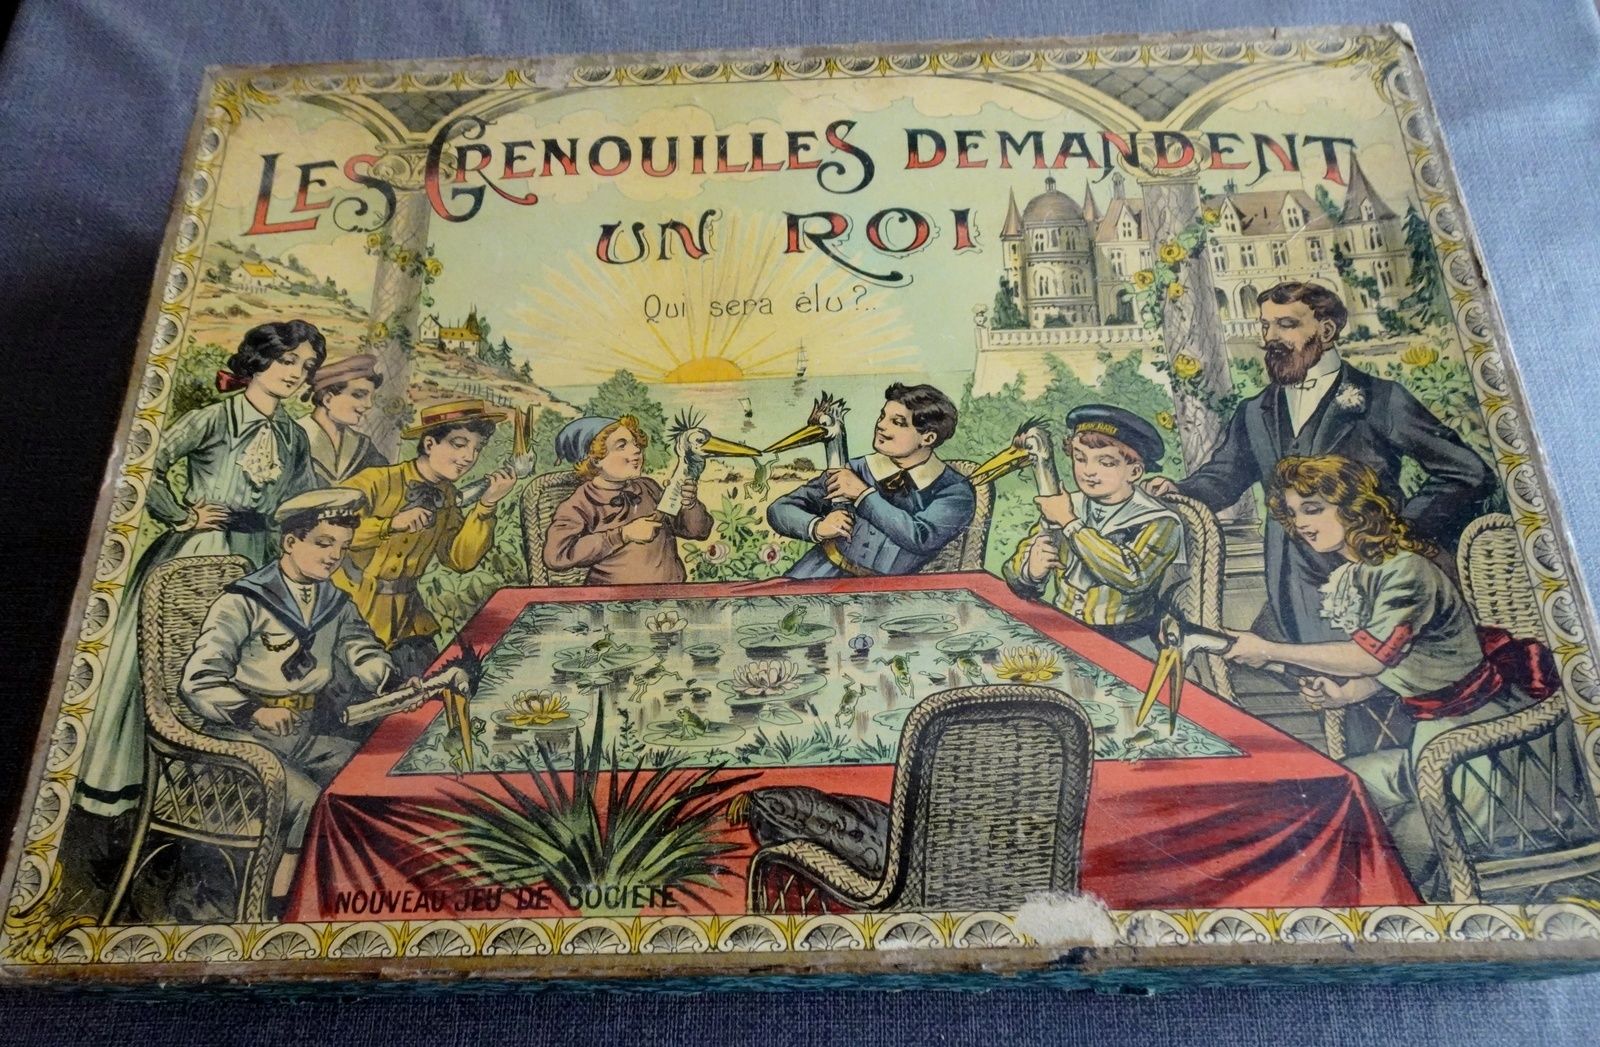 LES GRENOUILLES DEMANDENT
UN ROI
Qui sera élu?..
NOUVEAU JEU DE SOCIÉTÉ